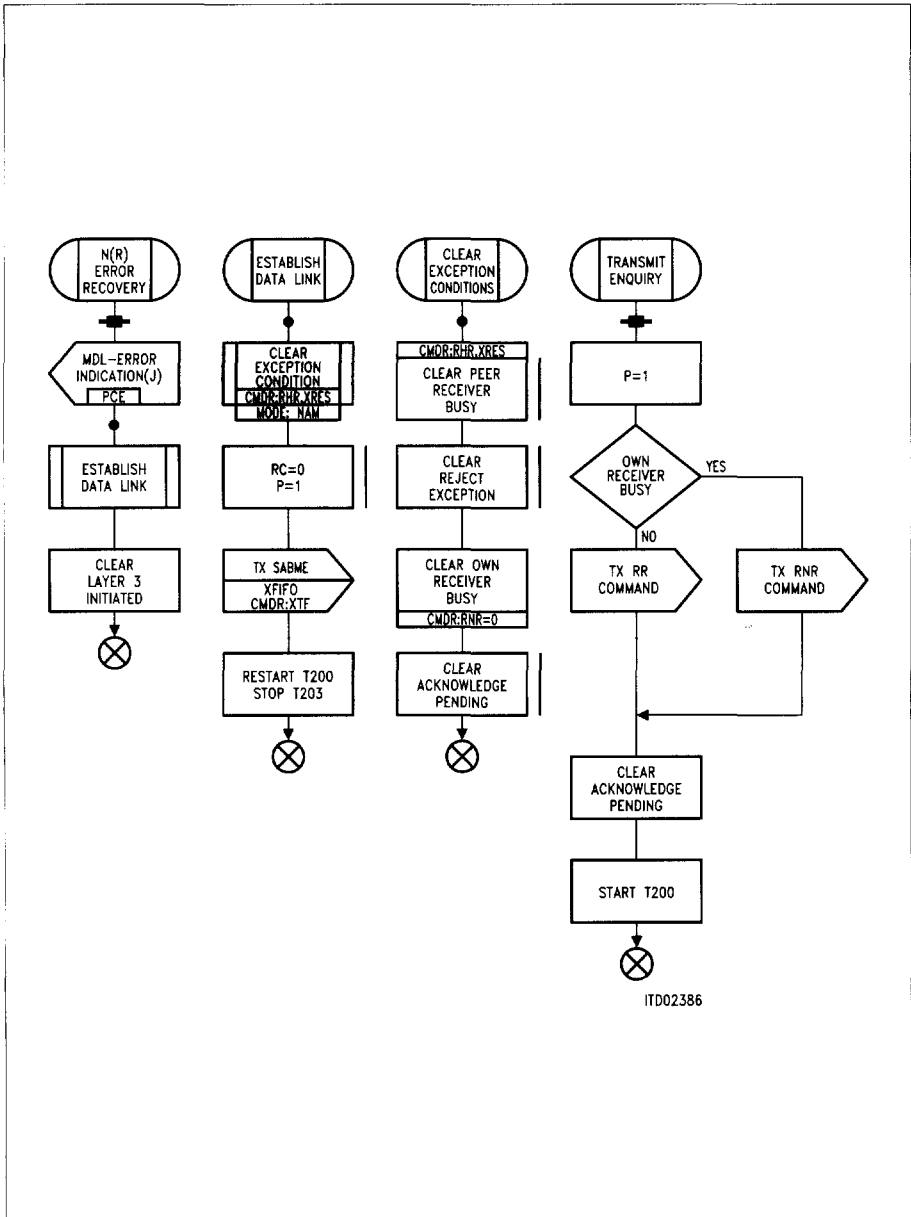 N(R)
ERROR
RECOVERY
MDL-ERROR
INDICATION(J)
PCE
ESTABLISH
DATA LINK
CLEAR
LAYER 3
INITIATED
ESTABLISH
DATA LINK
CLEAR
EXCEPTION
CONDITION
CMDR:RHR,XRES
MODE: NAM
RC=0
P=1
TX SABME
XFIFO
CMDR:XTF
RESTART T200
STOP T203
CLEAR
EXCEPTION
CONDITIONS
CMDR:RHR,XRES
CLEAR PEER
RECEIVER
BUSY
CLEAR
REJECT
EXCEPTION
CLEAR OWN
RECEIVER
BUSY
CMDR:RNR=0
CLEAR
ACKNOWLEDGE
PENDING
TRANSMIT
ENQUIRY
P=1
OWN
RECEIVER
BUSY
YES
NO
TX RR
COMMAND
TX RNR
COMMAND
CLEAR
ACKNOWLEDGE
PENDING
START T200
ITD02386